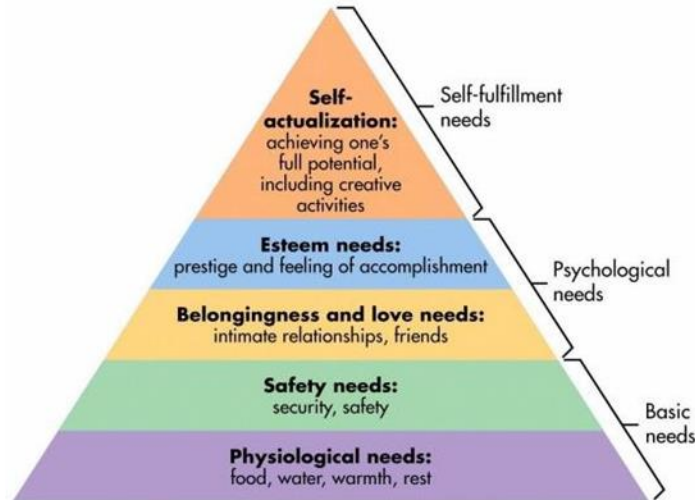 Self-
actualization:
achieving one's
full potential,
including creative
activities
Self-fulfillment
needs
Esteem needs:
prestige and feeling of accomplishment
Belongingness and love needs:
intimate relationships, friends
Psychological
needs
Safety needs:
security, safety
Physiological needs:
food, water, warmth, rest
Basic
needs